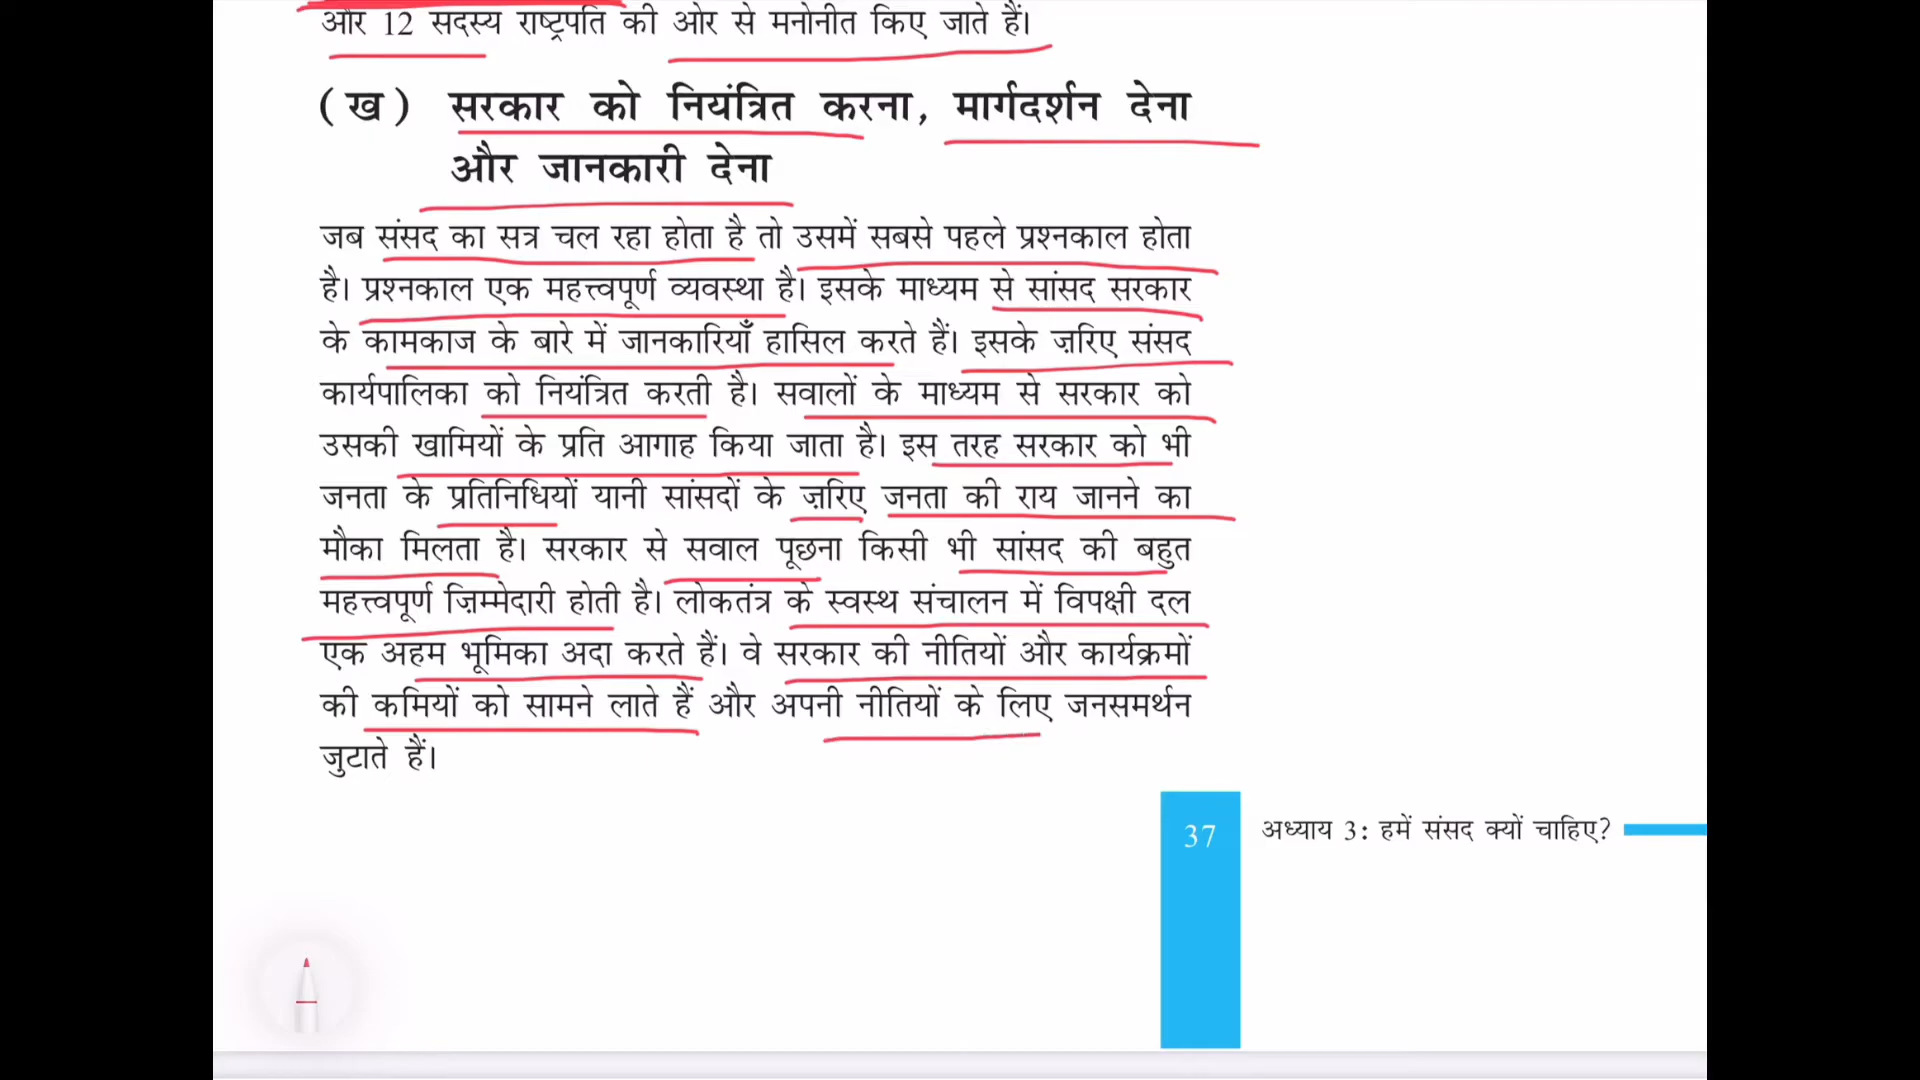 और 12 सदस्य राष्ट्रपति की ओर से मनोनीत किए जाते हैं।
(ख) सरकार को नियंत्रित करना, मार्गदर्शन देना
और जानकारी देना
जब संसद का सत्र चल रहा होता है तो उसमें सबसे पहले प्रश्नकाल होता
है। प्रश्नकाल एक महत्त्वपूर्ण व्यवस्था है। इसके माध्यम से सांसद सरकार
के कामकाज के बारे में जानकारियाँ हासिल करते हैं। इसके ज़रिए संसद
कार्यपालिका को नियंत्रित करती है। सवालों के माध्यम से सरकार को
उसकी खामियों के प्रति आगाह किया जाता है। इस तरह सरकार को भी
जनता के प्रतिनिधियों यानी सांसदों के ज़रिए जनता की राय जानने का
मौका मिलता है। सरकार से सवाल पूछना किसी भी सांसद की बहुत
महत्त्वपूर्ण ज़िम्मेदारी होती है। लोकतंत्र के स्वस्थ संचालन में विपक्षी दल
एक अहम भूमिका अदा करते हैं। वे सरकार की नीतियों और कार्यक्रमों
की कमियों को सामने लाते हैं और अपनी नीतियों के लिए जनसमर्थन
जुटाते हैं।
37 अध्याय 3: हमें संसद क्यों चाहिए?